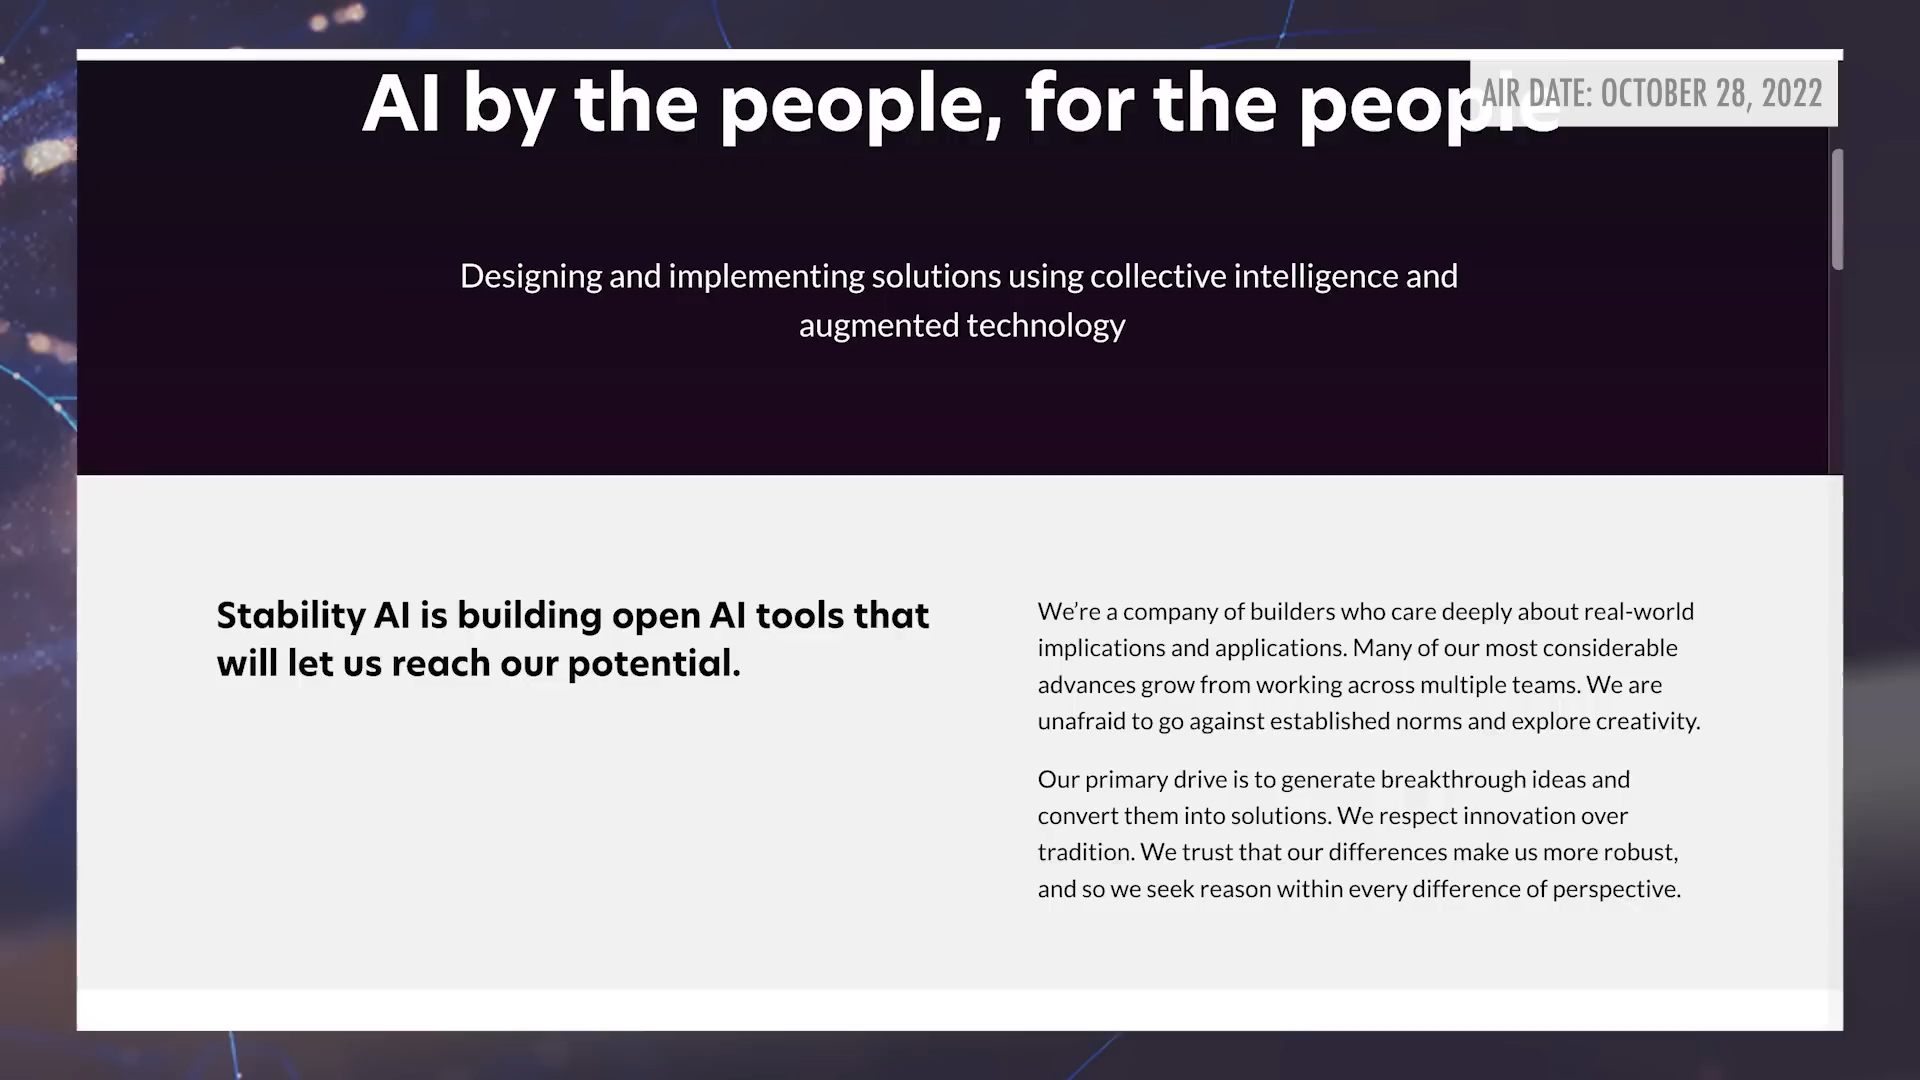 AI by the people, for the people
AIR DATE: OCTOBER 28, 2022
Designing and implementing solutions using collective intelligence and
augmented technology
Stability AI is building open AI tools that
will let us reach our potential.
We’re a company of builders who care deeply about real-world
implications and applications. Many of our most considerable
advances grow from working across multiple teams. We are
unafraid to go against established norms and explore creativity.
Our primary drive is to generate breakthrough ideas and
convert them into solutions. We respect innovation over
tradition. We trust that our differences make us more robust,
and so we seek reason within every difference of perspective.